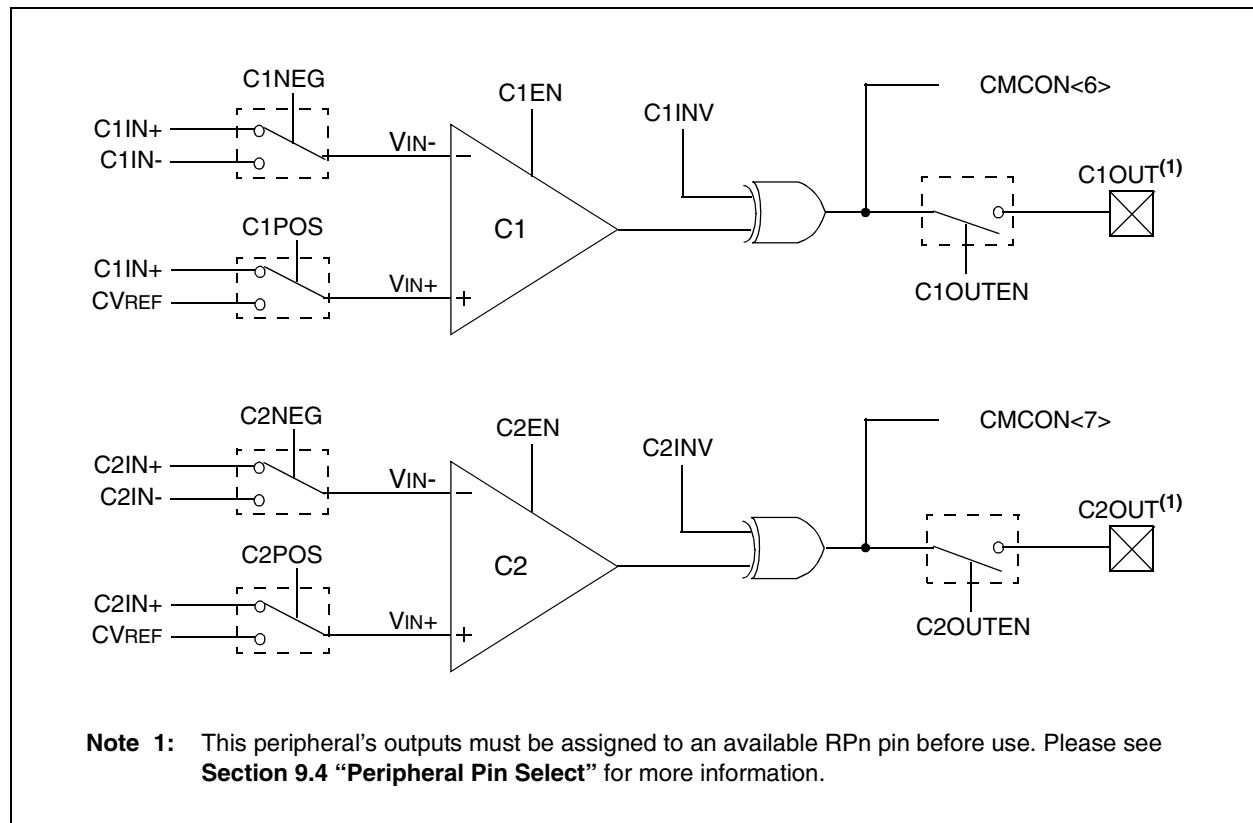 C1NEG
C1EN
C1INV
CMCON<6>
C1IN+
C1IN-
VIN-
–
C1OUT(1)
C1POS
C1
C1IN+
CVREF
VIN+
+
C1OUTEN
C2NEG
C2EN
C2INV
CMCON<7>
C2IN+
C2IN-
VIN-
–
C2OUT(1)
C2POS
C2
C2IN+
CVREF
VIN+
+
C2OUTEN
Note 1: This peripheral's outputs must be assigned to an available RPn pin before use. Please see
Section 9.4 “Peripheral Pin Select” for more information.